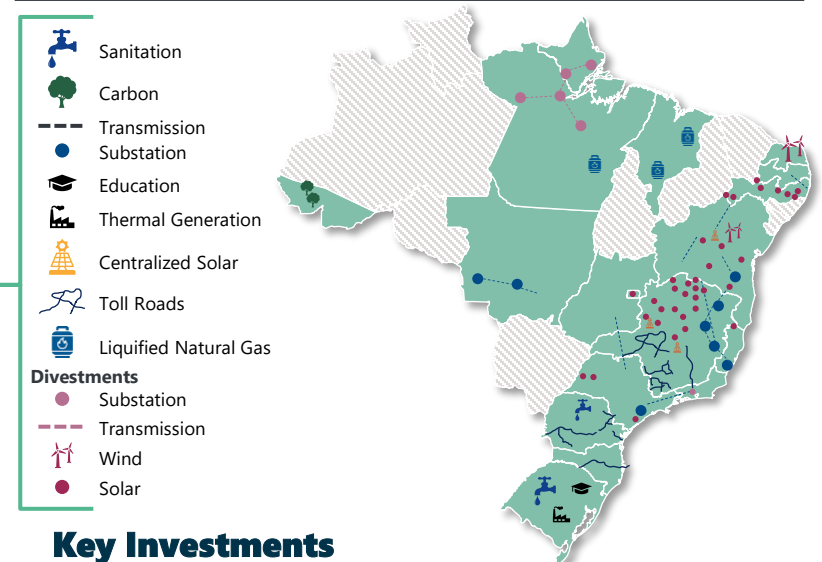 Sanitation
Carbon
Transmission
Substation
Education
Thermal Generation
Centralized Solar
Toll Roads
Liquified Natural Gas
Divestments
Substation
Transmission
Wind
Solar
Key Investments